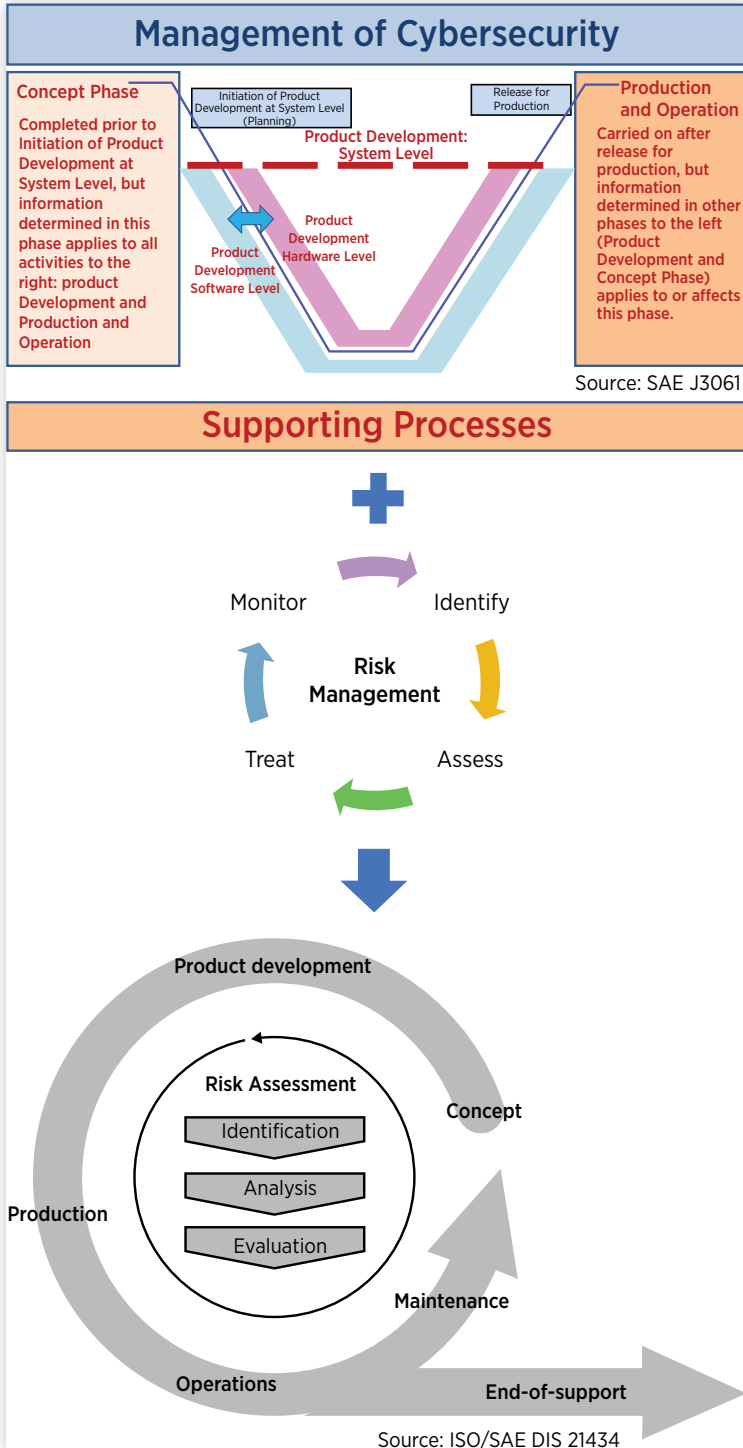 Management of Cybersecurity
Concept Phase
Completed prior to
Initiation of Product
Development at
System Level, but
information
determined in this
phase applies to all
activities to the
right: product
Development and
Production and
Operation
Initiation of Product
Development at System Level
(Planning)
Release for
Production
Product Development:
System Level
Product
Development
Hardware Level
Product
Development
Software Level
Production
and Operation
Carried on after
release for
production, but
information
determined in other
phases to the left
(Product
Development and
Concept Phase)
applies to or affects
this phase.
Source: SAE J3061
Supporting Processes
Monitor
Identify
Risk
Management
Treat
Assess
Product development
Risk Assessment
Concept
Identification
Analysis
Production
Evaluation
Maintenance
Operations
End-of-support
Source: ISO/SAE DIS 21434